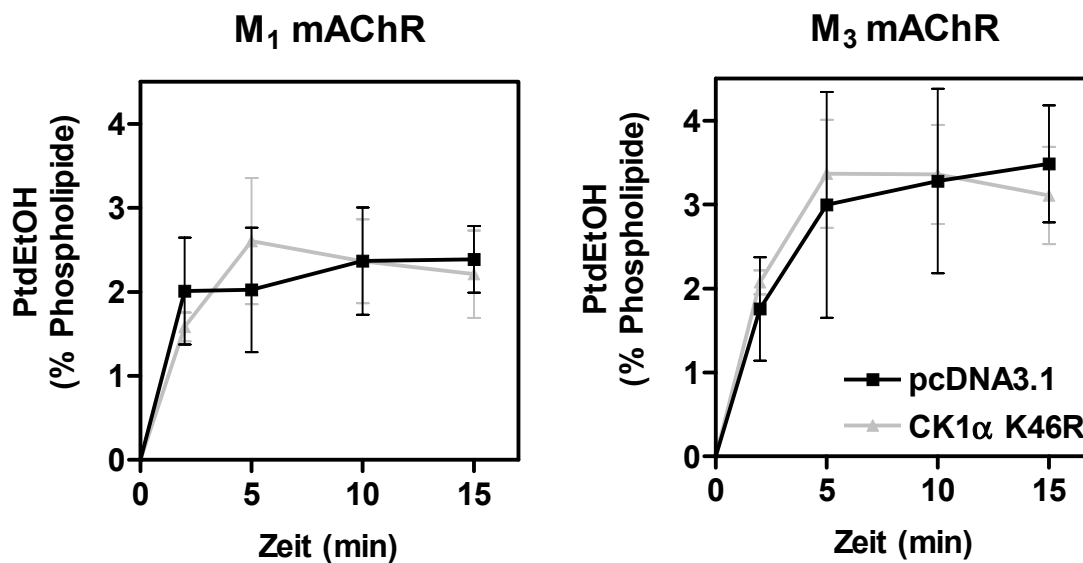 M₁ mAChR
PtdEtOH
(% Phospholipide)
4
3
2
1
0
0 5 10 15
Zeit (min)
M₃ mAChR
PtdEtOH
(% Phospholipide)
4
3
2
1
0
pcDNA3.1
CK1α K46R
0 5 10 15
Zeit (min)